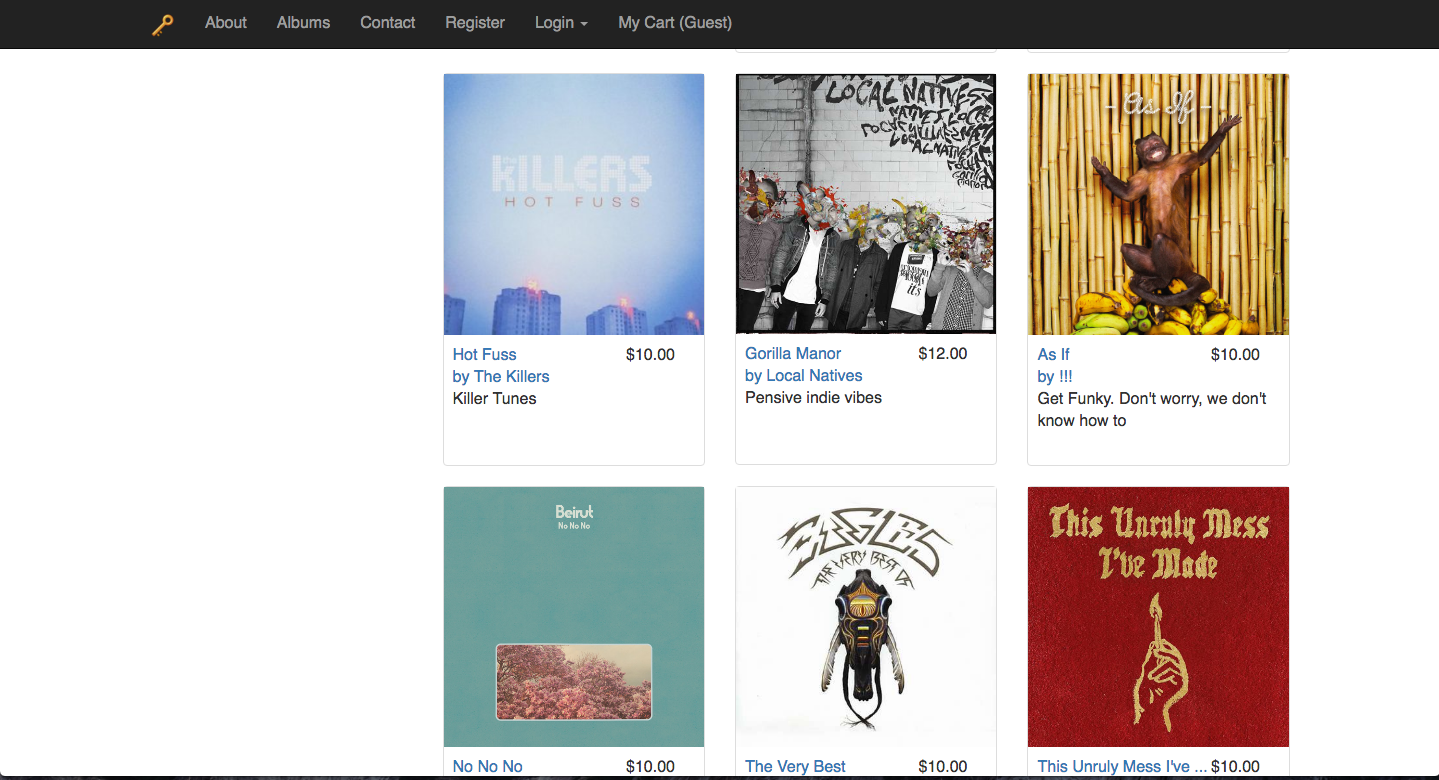 About Albums Contact Register Login My Cart (Guest)
THE
KILLERS
HOT FUSS
LOCAL NATIVES
gorilla
manor
- As If -
Hot Fuss $10.00
by The Killers
Killer Tunes
Gorilla Manor $12.00
by Local Natives
Pensive indie vibes
As If $10.00
by !!!
Get Funky. Don't worry, we don't
know how to
Beirut
No No No
EAGLES
THE VERY BEST OF
This Unruly Mess
I've Made
No No No $10.00
The Very Best $10.00
This Unruly Mess I've ... $10.00